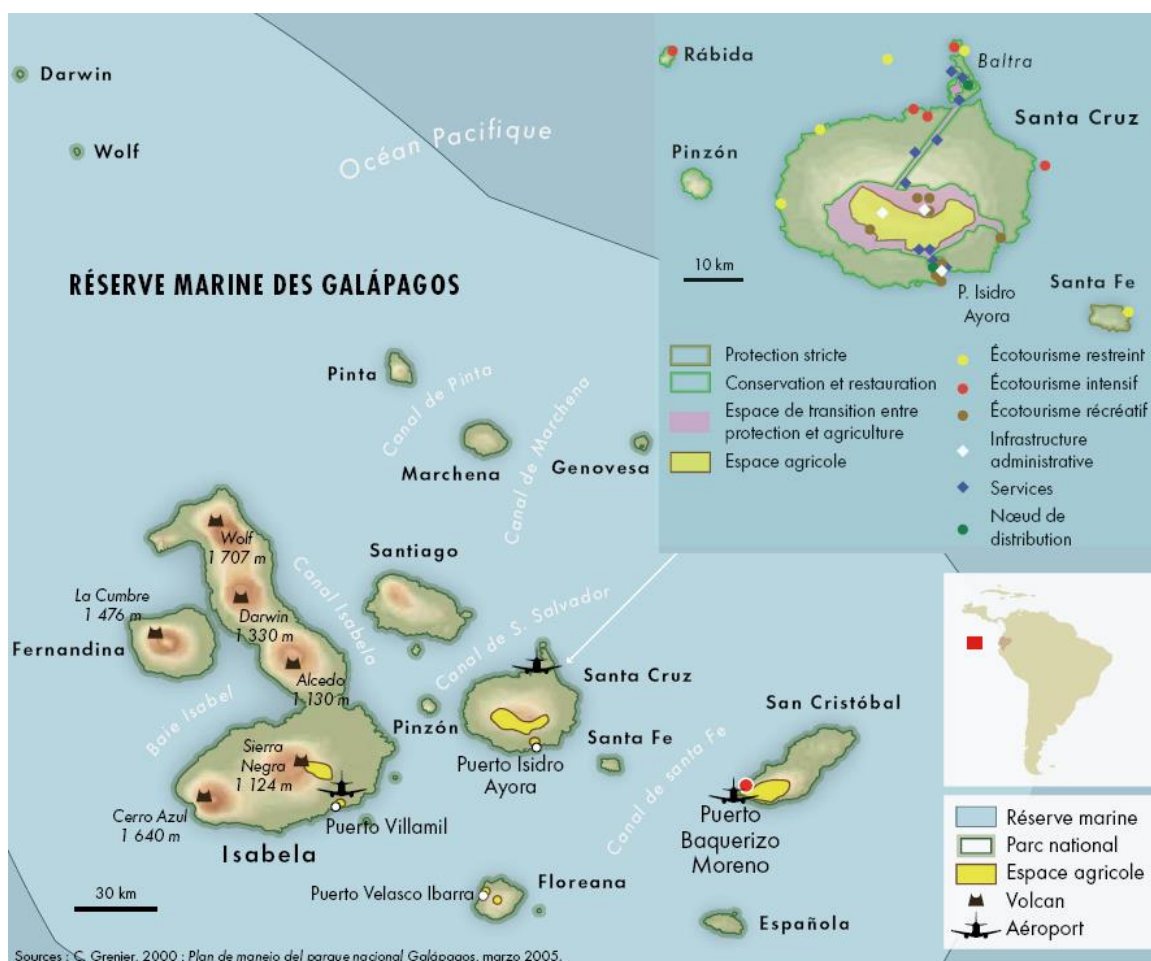 Darwin
Wolf
Océan Pacifique
RÉSERVE MARINE DES GALÁPAGOS
Rábida
Baltra
Santa Cruz
Pinzón
10 km
P. Isidro
Ayora
Santa Fe
Protection stricte
Conservation et restauration
Espace de transition entre
protection et agriculture
Espace agricole
Écotourisme restreint
Écotourisme intensif
Écotourisme récréatif
Infrastructure
administrative
Services
Nœud de
distribution
Pinta
Canal de Pinta
Marchena
Canal de Marchena
Genovesa
Wolf
1 707 m
Santiago
La Cumbre
1 476 m
Fernandina
Darwin
1 330 m
Canal Isabela
Canal de S. Salvador
Alcedo
1 130 m
Baie Isabel
Pinzón
Santa Cruz
Santa Fe
San Cristóbal
Sierra
Negra
1 124 m
Puerto Isidro
Ayora
Canal de santa Fe
Cerro Azul
1 640 m
Puerto Villamil
Isabela
Puerto
Baquerizo
Moreno
30 km
Puerto Velasco Ibarra
Floreana
Española
Réserve marine
Parc national
Espace agricole
Volcan
Aéroport
Sources : C. Grenier, 2000 ; Plan de manejo del parque nacional Galápagos, marzo 2005.